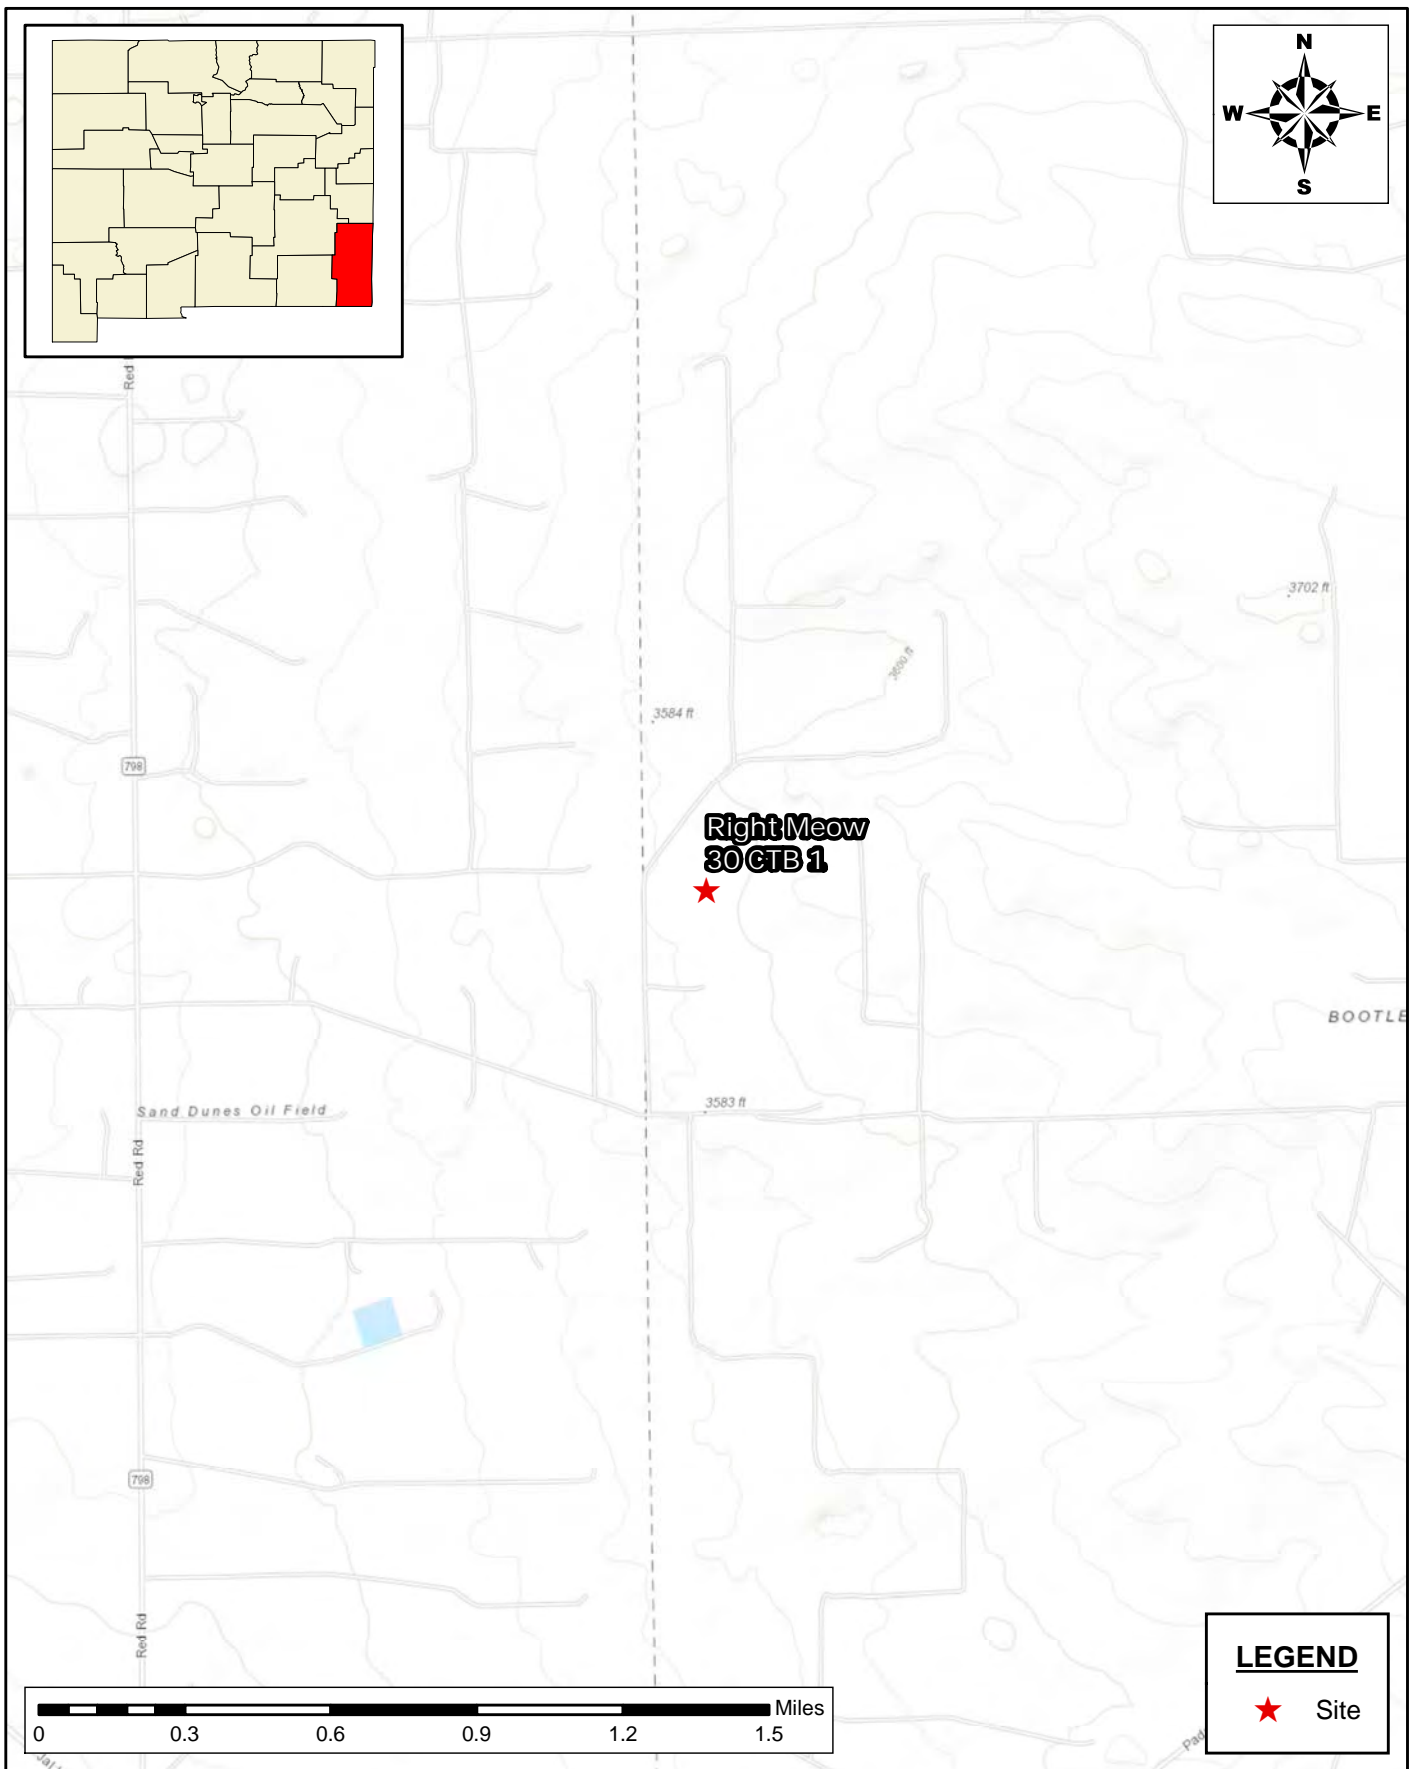 N
W E
S
Red
3702 ft
3600 ft
3584 ft
798
Right Meow
30 CTB 1
BOOTLE
3583 ft
Sand Dunes Oil Field
Red Rd
798
Red Rd
LEGEND
Site
Miles
0 0.3 0.6 0.9 1.2 1.5
Jal
Pad